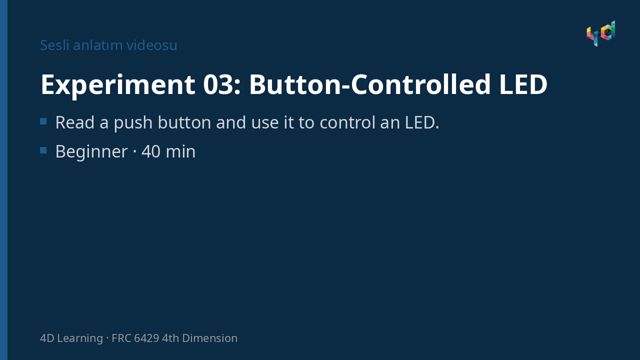 4d
Sesli anlatım videosu
Experiment 03: Button-Controlled LED
Read a push button and use it to control an LED.
Beginner · 40 min
4D Learning · FRC 6429 4th Dimension